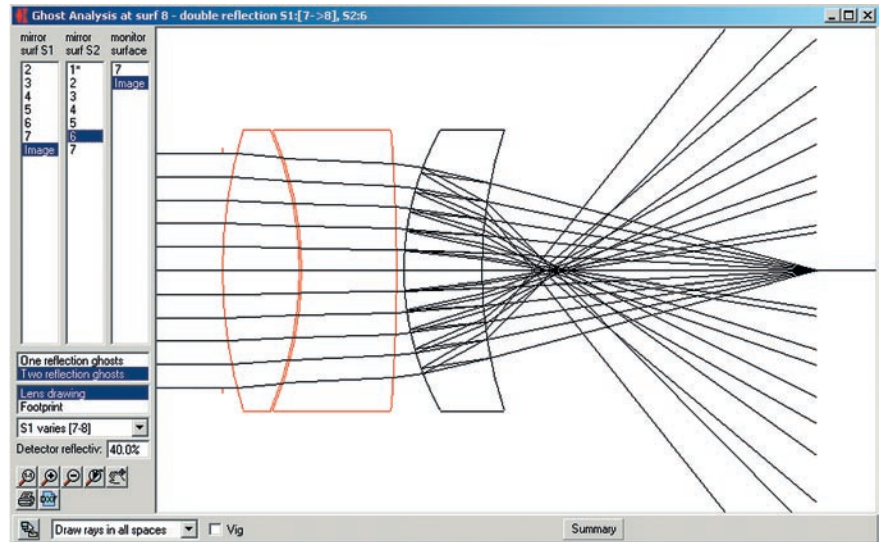 Ghost Analysis at surf 8 - double reflection S1:[7->8], S2:6
mirror mirror monitor
surf S1 surf S2 surface
2 1* 7
3 2 Image
4 3
5 4
6 5
7 6
Image 7
One reflection ghosts
Two reflection ghosts
Lens drawing
Footprint
S1 varies [7-8]
Detector reflectiv: 40.0%
Draw rays in all spaces Vig Summary